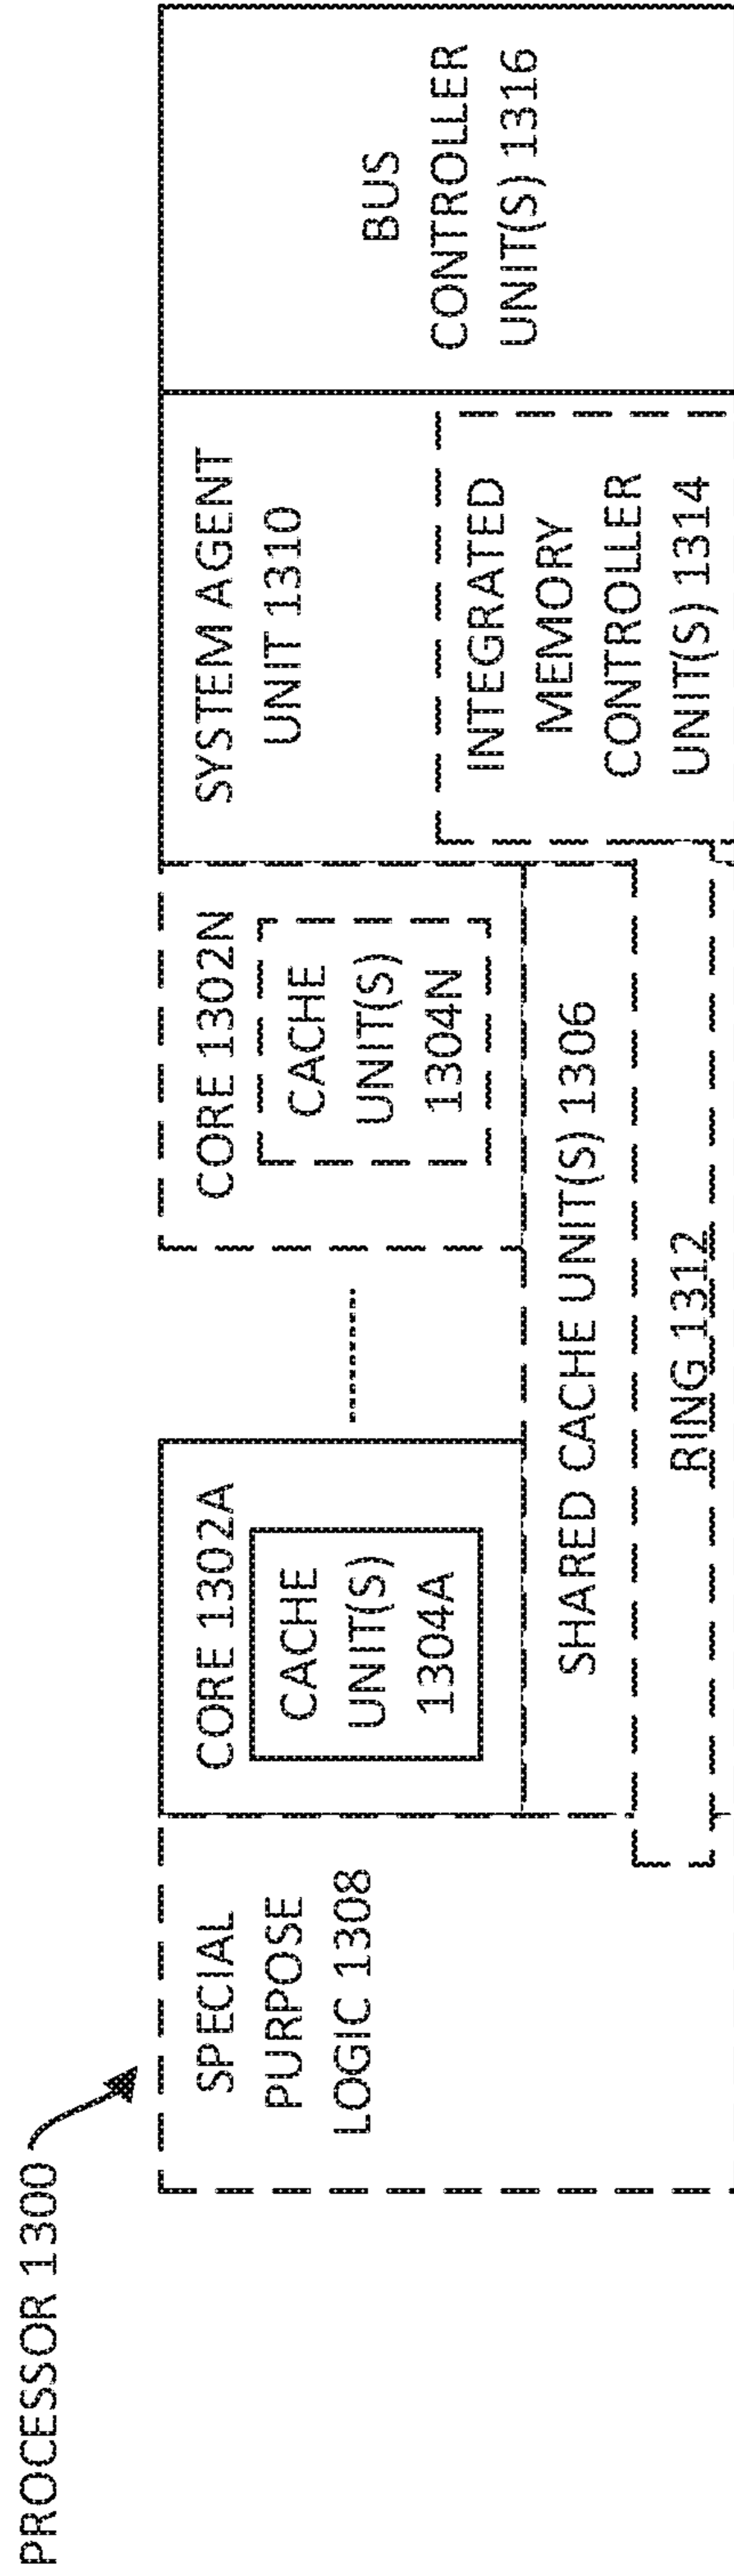 PROCESSOR 1300
SPECIAL
PURPOSE
LOGIC 1308
CORE 1302A
CACHE
UNIT(S)
1304A
CORE 1302N
CACHE
UNIT(S)
1304N
SHARED CACHE UNIT(S) 1306
RING 1312
SYSTEM AGENT
UNIT 1310
INTEGRATED
MEMORY
CONTROLLER
UNIT(S) 1314
BUS
CONTROLLER
UNIT(S) 1316